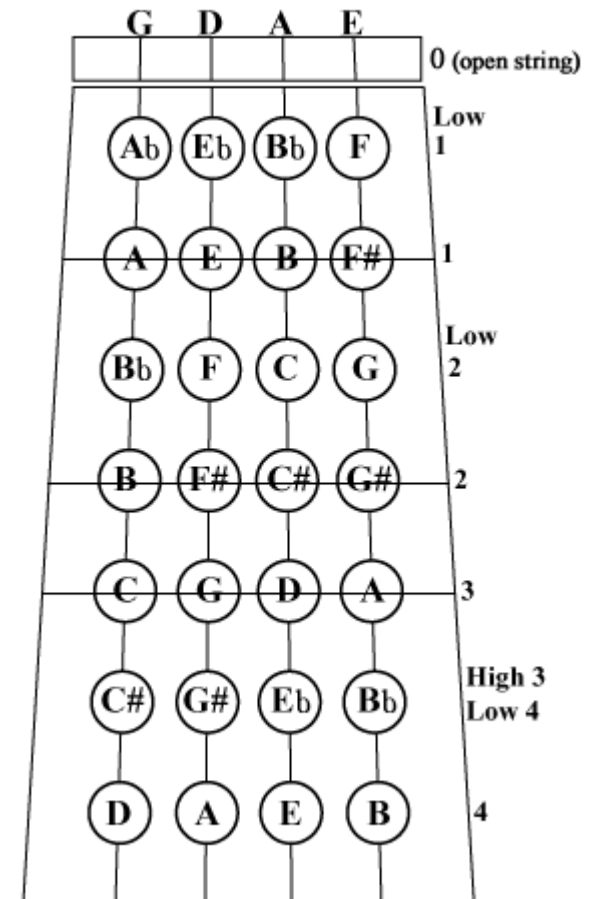 G D A E
0 (open string)
Low
Ab Eb Bb F 1
A E B F# 1
Low
Bb F C G 2
B F# C# G# 2
C G D A 3
High 3
C# G# Eb Bb
Low 4
D A E B 4